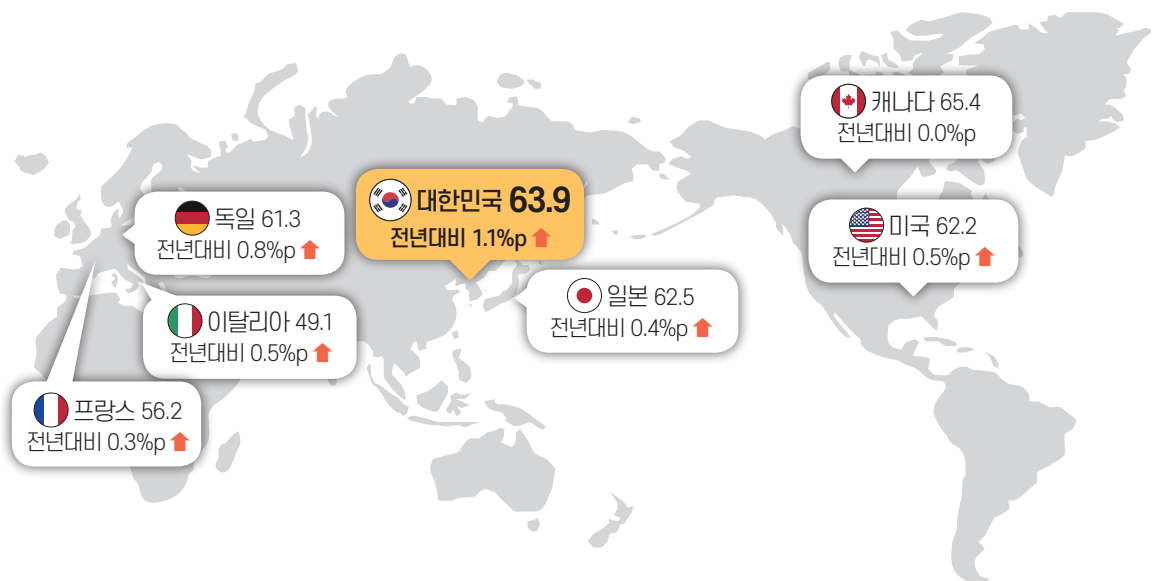 캐나다 65.4
전년대비 0.0%p
대한민국 63.9
전년대비 1.1%p
독일 61.3
전년대비 0.8%p
미국 62.2
전년대비 0.5%p
일본 62.5
전년대비 0.4%p
이탈리아 49.1
전년대비 0.5%p
프랑스 56.2
전년대비 0.3%p